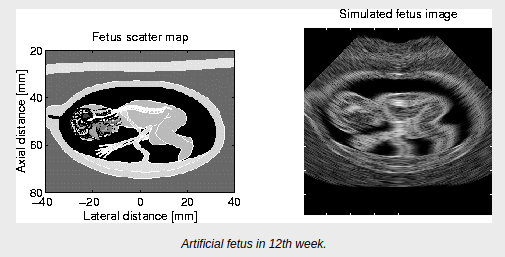 Fetus scatter map
Simulated fetus image
20
40
60
80
Axial distance [mm]
−40 −20 0 20 40
Lateral distance [mm]
Artificial fetus in 12th week.